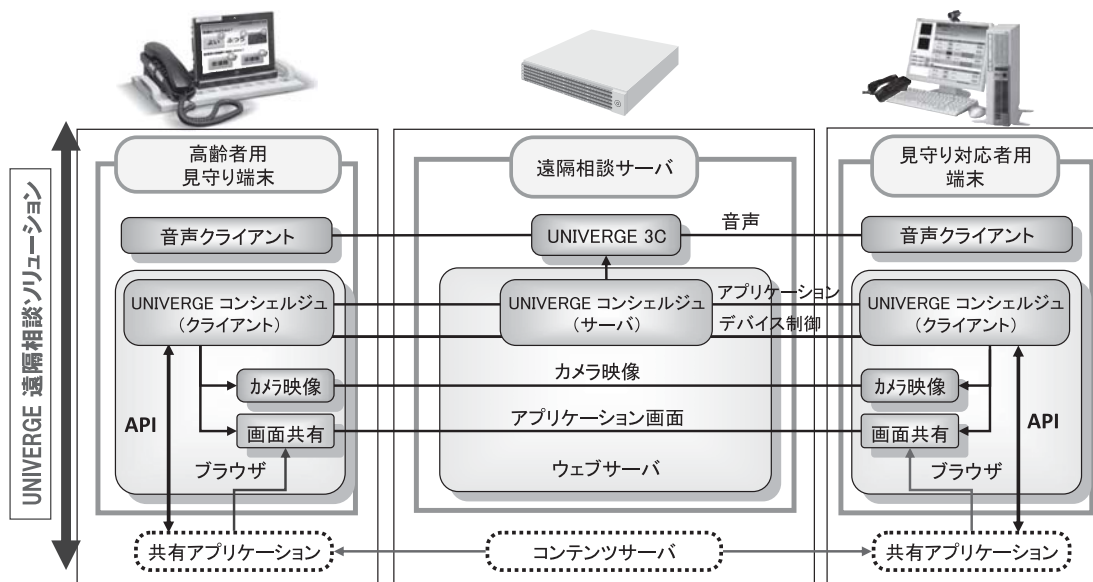 UNIVERGE 遠隔相談ソリューション
高齢者用
見守り端末
音声クライアント
UNIVERGE コンシェルジュ
(クライアント)
カメラ映像
画面共有
API
ブラウザ
共有アプリケーション
遠隔相談サーバ
UNIVERGE 3C
音声
UNIVERGE コンシェルジュ
(サーバ)
アプリケーション
デバイス制御
カメラ映像
アプリケーション画面
ウェブサーバ
コンテンツサーバ
見守り対応者用
端末
音声クライアント
UNIVERGE コンシェルジュ
(クライアント)
カメラ映像
画面共有
API
ブラウザ
共有アプリケーション